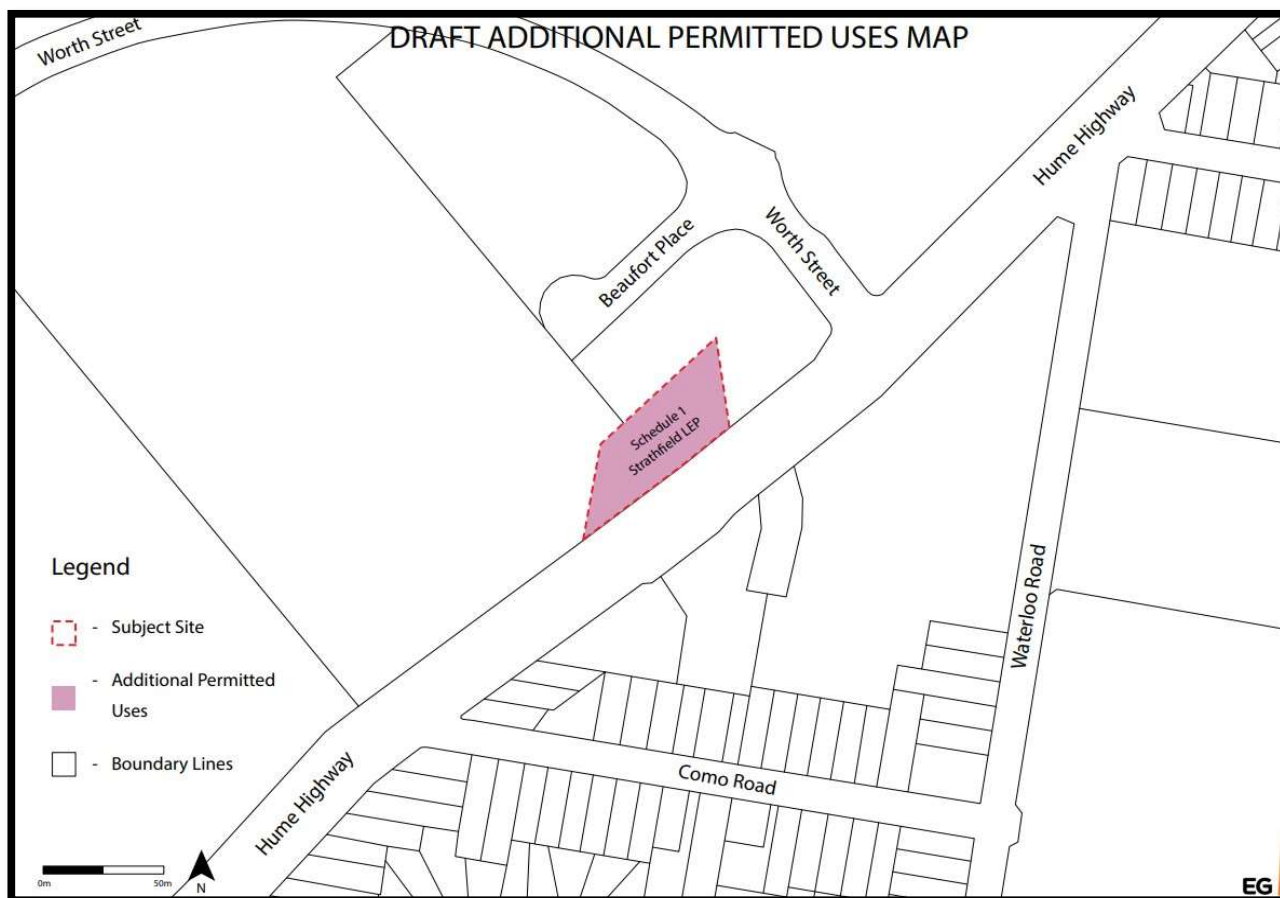 DRAFT ADDITIONAL PERMITTED USES MAP
Worth Street
Hume Highway
Worth Street
Beaufort Place
Schedule 1
Strathfield LEP
Waterloo Road
Como Road
Hume Highway
Legend
- Subject Site
- Additional Permitted
Uses
- Boundary Lines
0m 50m
N
EG